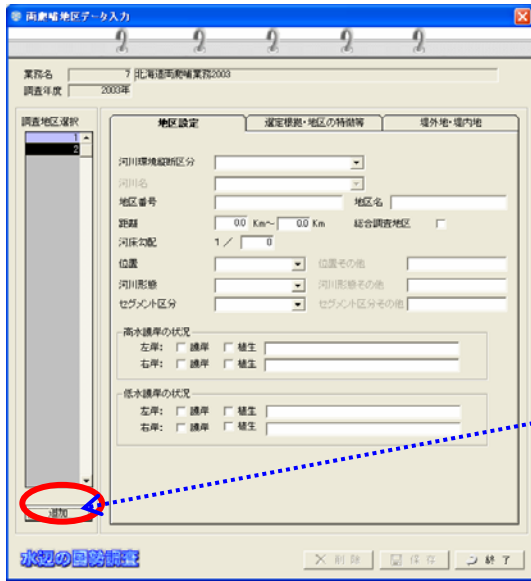 両爬哺地区データ入力
業務名 7 北海道両爬哺業務2003
調査年度 2003年
調査地区選択
1
2
地区設定 選定根拠・地区の特徴等 堤外地・堤内地
河川環境縦断区分
河川名
地区番号 地区名
距離 0.0 Km～ 0.0 Km 総合調査地区
河床勾配 1／ 0
位置 位置その他
河川形態 河川形態その他
セグメント区分 セグメント区分その他
高水護岸の状況
左岸: 護岸 植生
右岸: 護岸 植生
低水護岸の状況
左岸: 護岸 植生
右岸: 護岸 植生
追加
水辺の国勢調査
削除 保存 終了